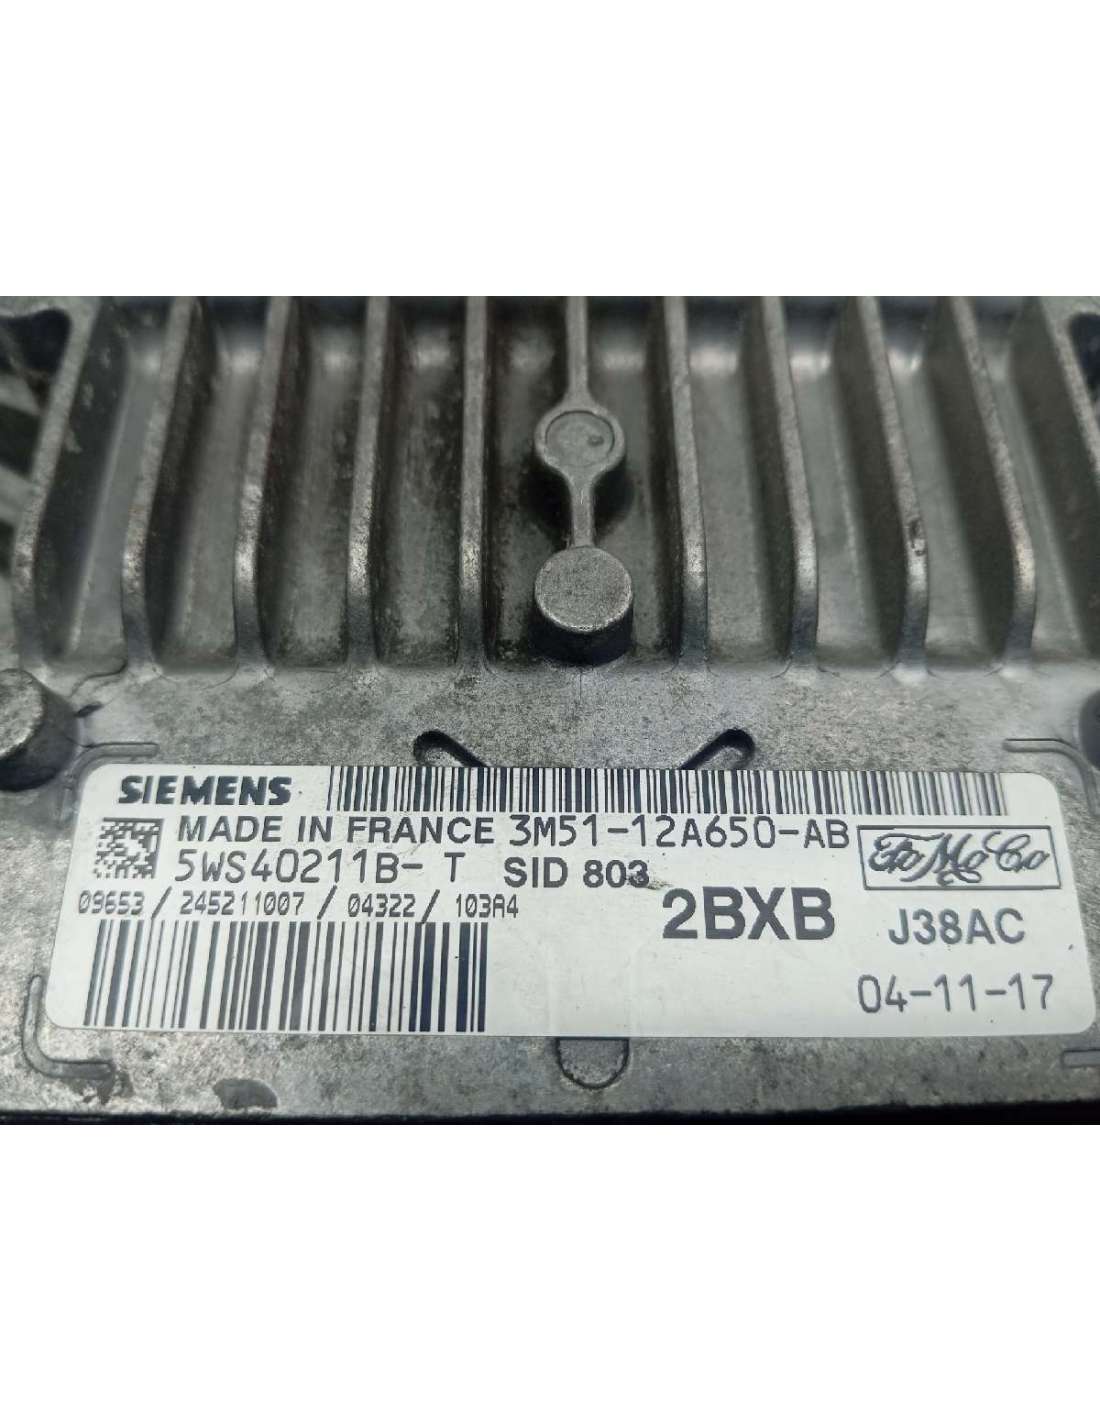 SIEMENS
MADE IN FRANCE 3M51-12A650-AB
5WS40211B-T SID 803
FoMoCo
09653/245211007/04322/103A4
2BXB J38AC
04-11-17